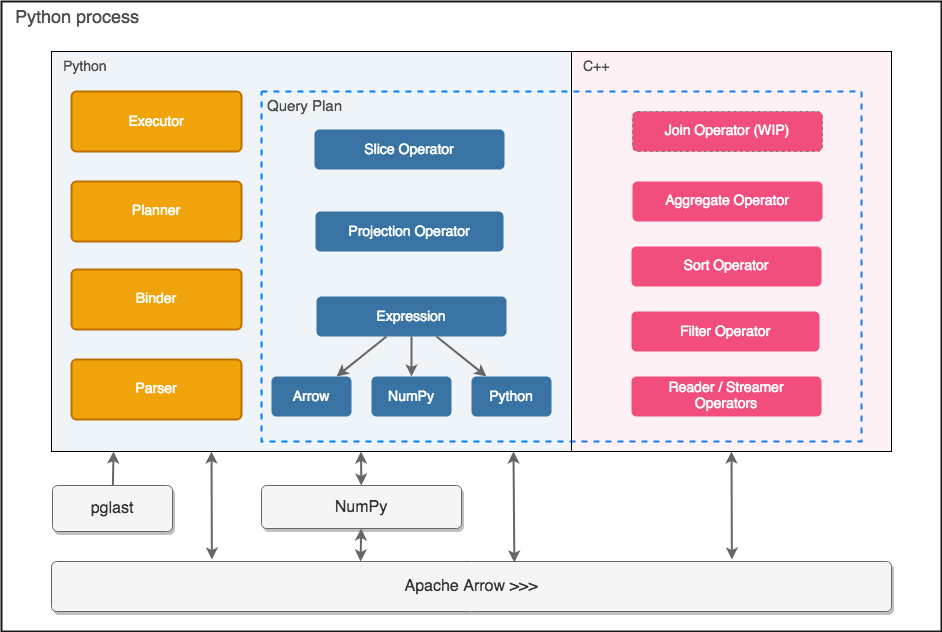 Python process
Python
Executor
Planner
Binder
Parser
Query Plan
Slice Operator
Projection Operator
Expression
Arrow
NumPy
Python
C++
Join Operator (WIP)
Aggregate Operator
Sort Operator
Filter Operator
Reader / Streamer
Operators
pglast
NumPy
Apache Arrow >>>